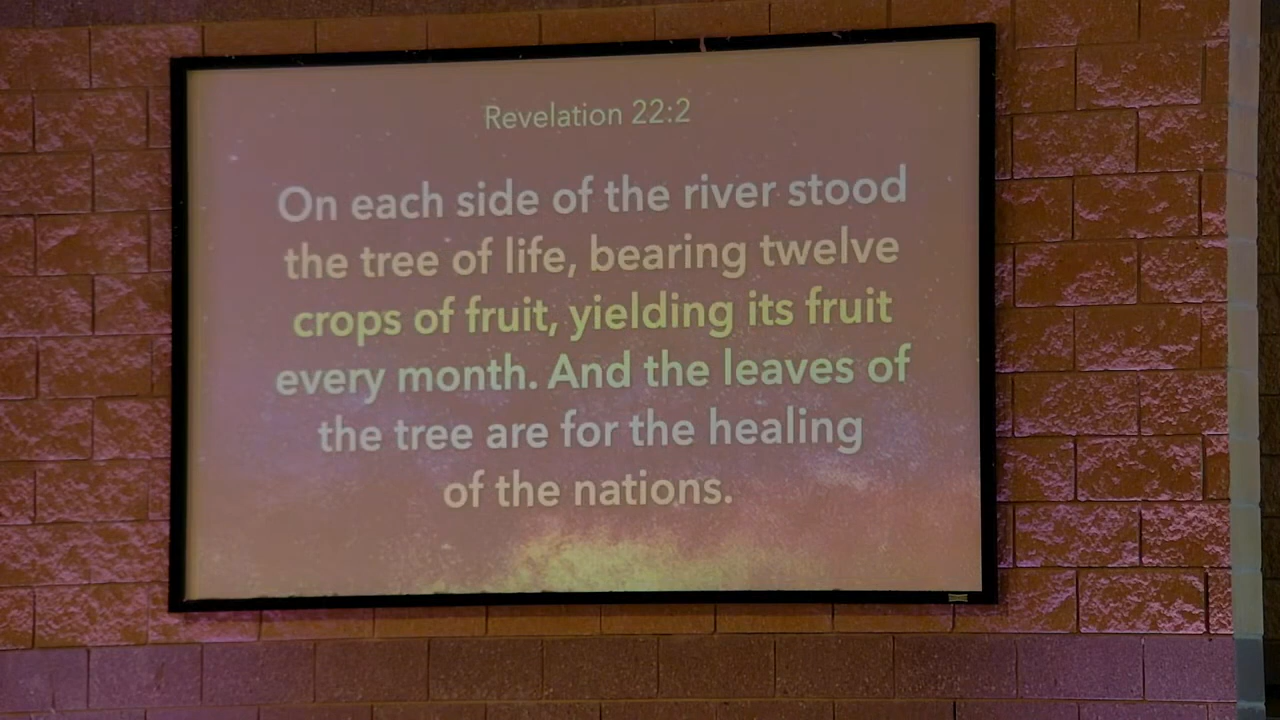 Revelation 22:2
On each side of the river stood
the tree of life, bearing twelve
crops of fruit, yielding its fruit
every month. And the leaves of
the tree are for the healing
of the nations.